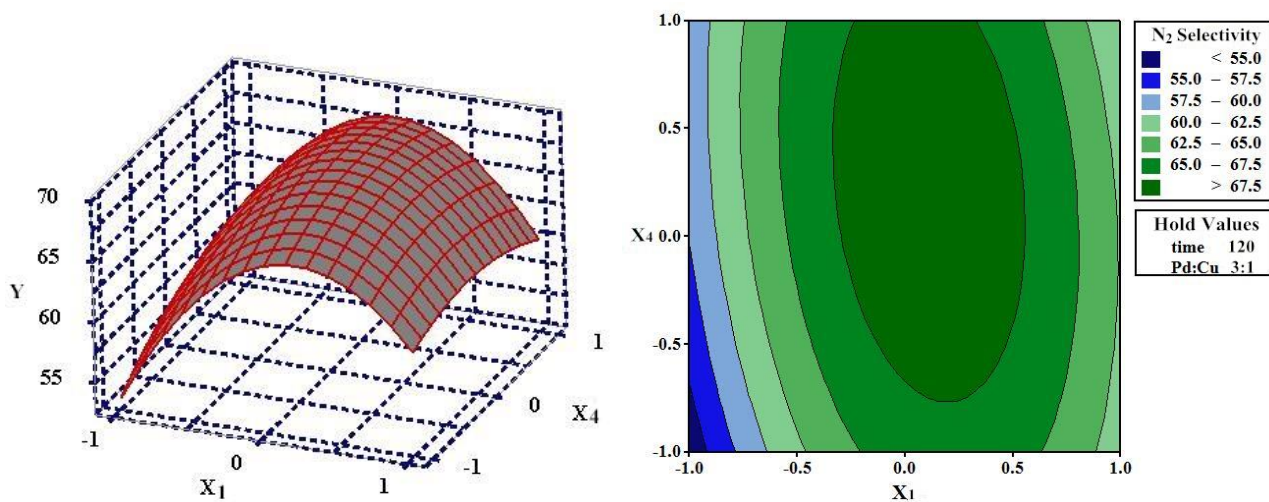 70
65
Y
60
55
-1
0
X₁
1
-1
0
X₄
1
1.0
0.5
X₄ 0.0
-0.5
-1.0
-1.0 -0.5 0.0 0.5 1.0
X₁
N₂ Selectivity
< 55.0
55.0 – 57.5
57.5 – 60.0
60.0 – 62.5
62.5 – 65.0
65.0 – 67.5
> 67.5
Hold Values
time 120
Pd:Cu 3:1